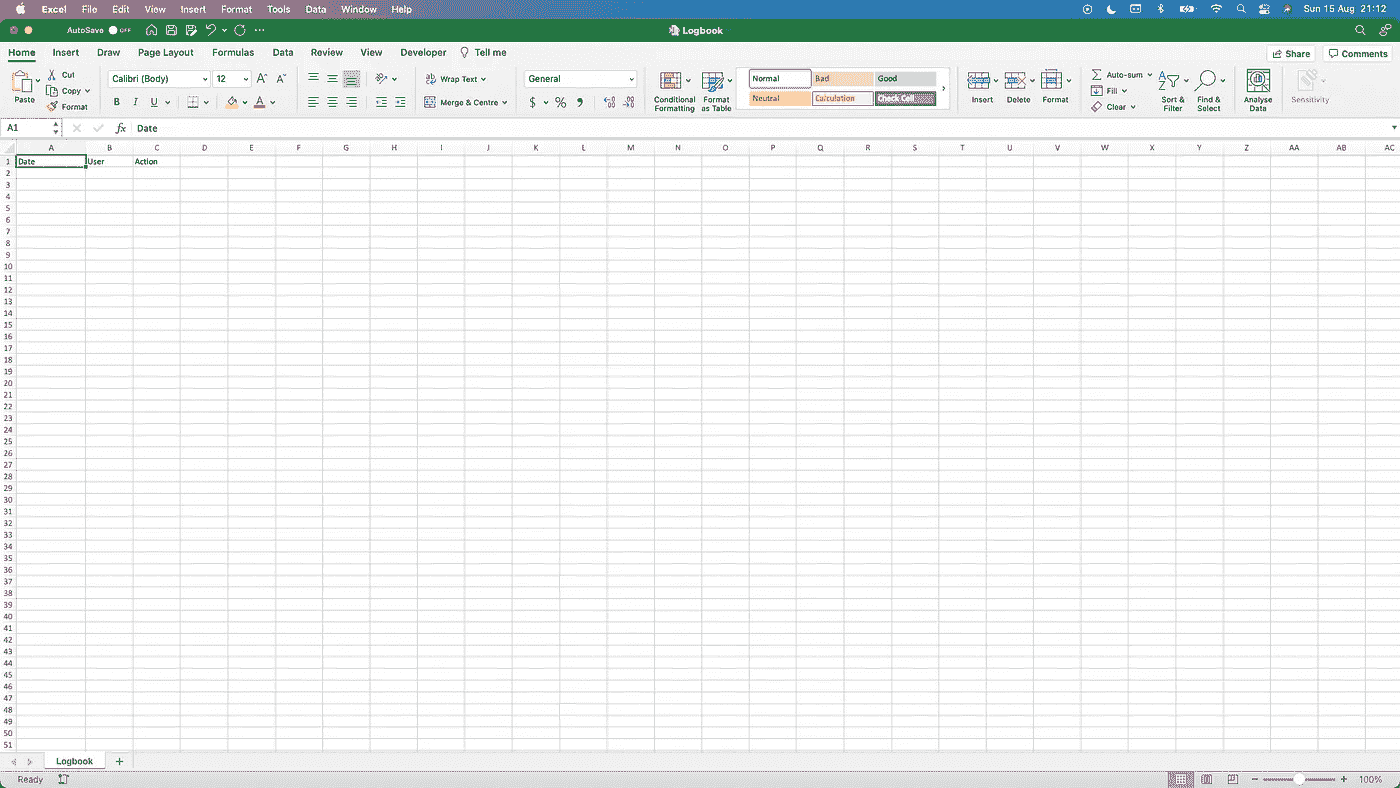 Excel File Edit View Insert Format Tools Data Window Help Sun 15 Aug 21:12
AutoSave OFF Logbook
Home Insert Draw Page Layout Formulas Data Review View Developer Tell me Share Comments
Paste Cut Copy Format
Calibri (Body) 12
B I U
Wrap Text
Merge & Centre
General
$ % 9
Conditional Formatting
Format as Table
Normal Bad Good
Neutral Calculation Check Cell
Insert Delete Format
Auto-sum
Fill
Clear
Sort & Filter
Find & Select
Analyse Data
Sensitivity
A1 fx Date
A B C D E F G H I J K L M N O P Q R S T U V W X Y Z AA AB AC
1 Date User Action
2
3
4
5
6
7
8
9
10
11
12
13
14
15
16
17
18
19
20
21
22
23
24
25
26
27
28
29
30
31
32
33
34
35
36
37
38
39
40
41
42
43
44
45
46
47
48
49
50
51
Logbook +
Ready 100%